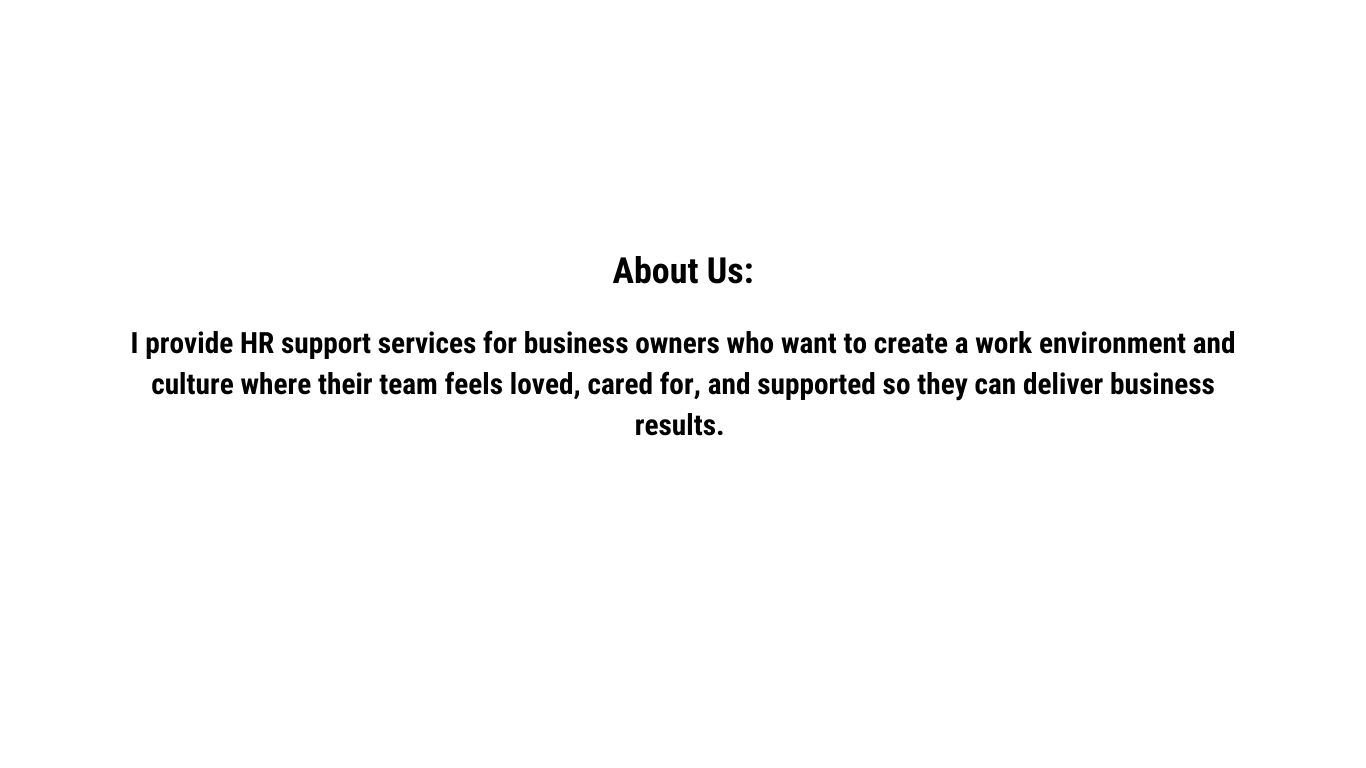 About Us:
I provide HR support services for business owners who want to create a work environment and
culture where their team feels loved, cared for, and supported so they can deliver business
results.